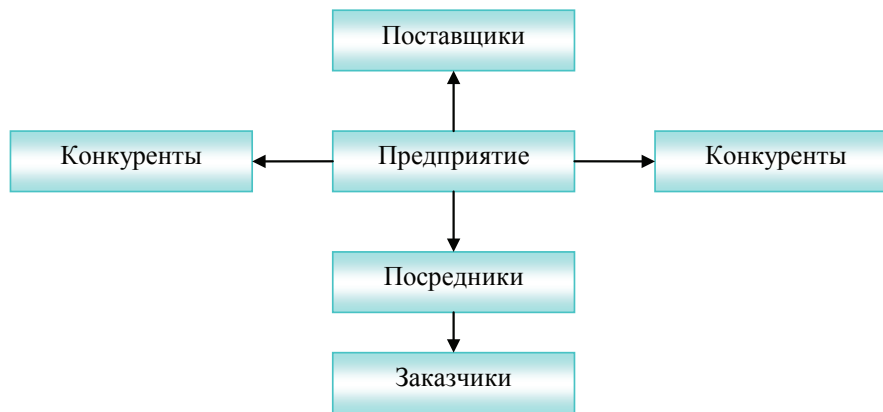 Поставщики
Конкуренты
Предприятие
Конкуренты
Посредники
Заказчики